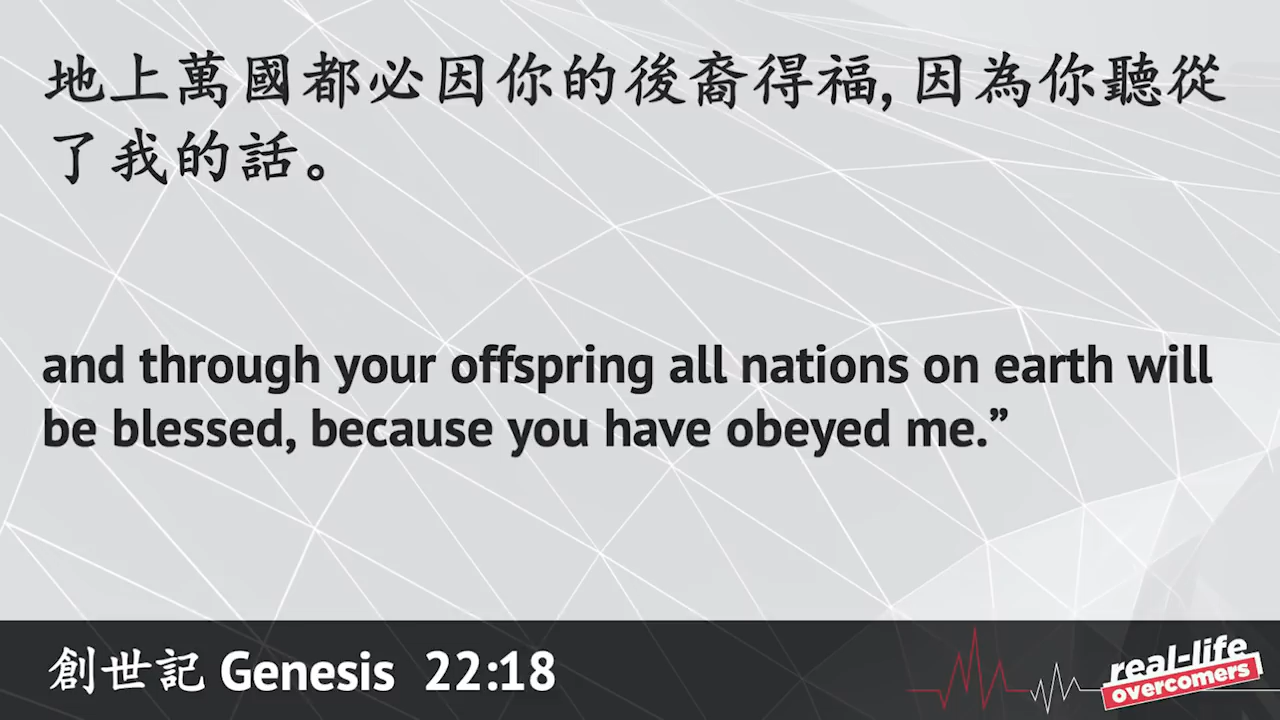 地上萬國都必因你的後裔得福, 因為你聽從
了我的話。
and through your offspring all nations on earth will
be blessed, because you have obeyed me.”
創世記 Genesis 22:18
real-life
overcomers